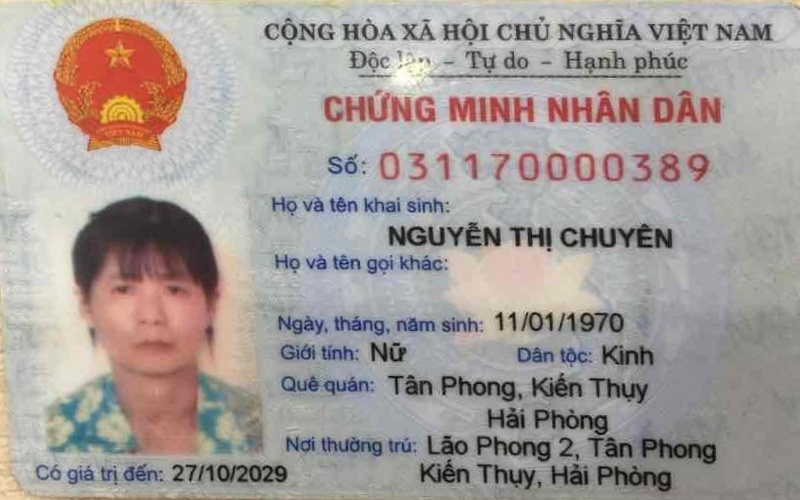 CỘNG HÒA XÃ HỘI CHỦ NGHĨA VIỆT NAM
Độc lập – Tự do – Hạnh phúc
CHỨNG MINH NHÂN DÂN
Số: 031170000389
Họ và tên khai sinh:
NGUYỄN THỊ CHUYÊN
Họ và tên gọi khác:
Ngày, tháng, năm sinh: 11/01/1970
Giới tính: Nữ Dân tộc: Kinh
Quê quán: Tân Phong, Kiến Thụy
Hải Phòng
Nơi thường trú: Lão Phong 2, Tân Phong
Kiến Thụy, Hải Phòng
Có giá trị đến: 27/10/2029
VIỆT NAM